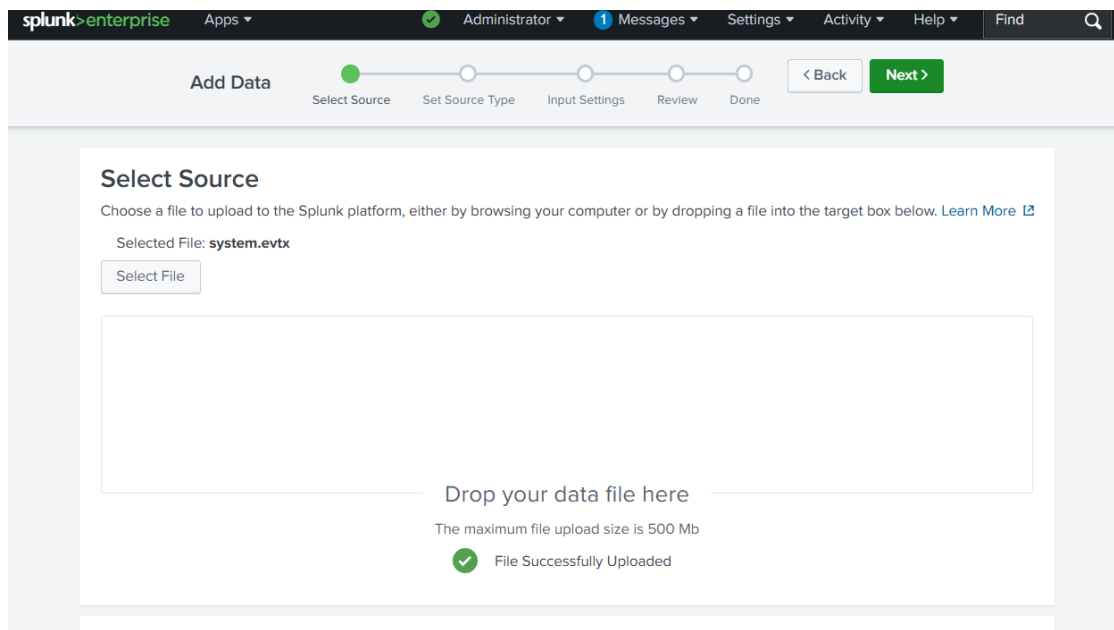 splunk>enterprise Apps Administrator 1 Messages Settings Activity Help Find
Add Data
Select Source Set Source Type Input Settings Review Done
< Back Next >
Select Source
Choose a file to upload to the Splunk platform, either by browsing your computer or by dropping a file into the target box below. Learn More
Selected File: system.evtx
Select File
Drop your data file here
The maximum file upload size is 500 Mb
File Successfully Uploaded